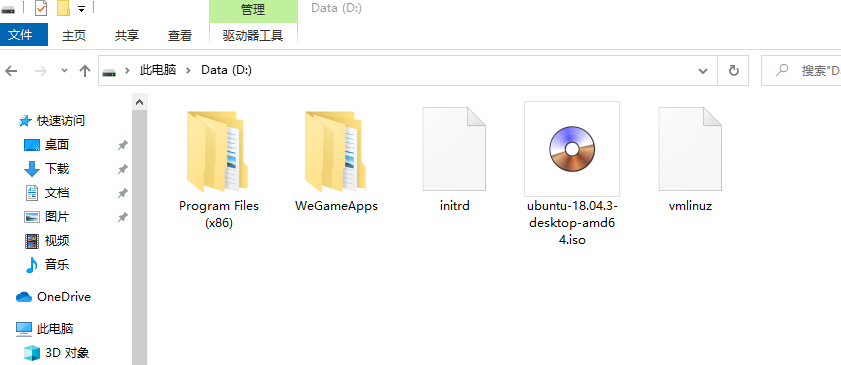 管理
Data (D:)
文件
主页
共享
查看
驱动器工具
此电脑
Data (D:)
搜索"Da
快速访问
桌面
下载
文档
图片
视频
音乐
OneDrive
此电脑
3D 对象
Program Files
(x86)
WeGameApps
initrd
ubuntu-18.04.3-
desktop-amd6
4.iso
vmlinuz